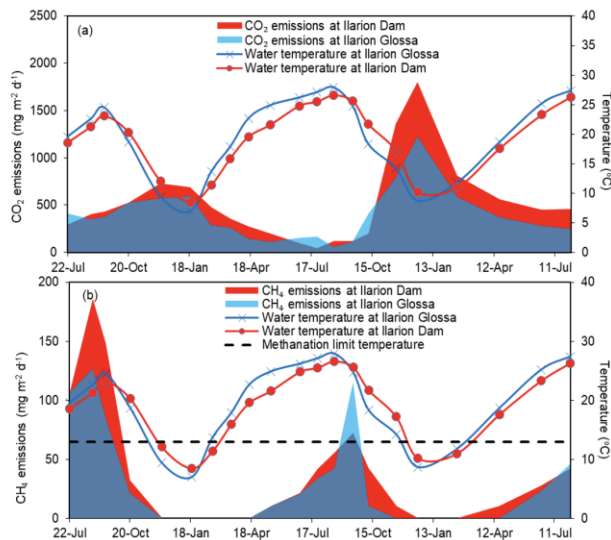 (a)
CO₂ emissions at Ilarion Dam
CO₂ emissions at Ilarion Glossa
Water temperature at Ilarion Glossa
Water temperature at Ilarion Dam
2500
2000
1500
1000
500
0
CO₂ emissions (mg m⁻² d⁻¹)
40
35
30
25
20
15
10
5
0
Temperature (°C)
22-Jul 20-Oct 18-Jan 18-Apr 17-Jul 15-Oct 13-Jan 12-Apr 11-Jul
(b)
CH₄ emissions at Ilarion Dam
CH₄ emissions at Ilarion Glossa
Water temperature at Ilarion Glossa
Water temperature at Ilarion Dam
Methanation limit temperature
200
150
100
50
0
CH₄ emissions (mg m⁻² d⁻¹)
40
30
20
10
0
Temperature (°C)
22-Jul 20-Oct 18-Jan 18-Apr 17-Jul 15-Oct 13-Jan 12-Apr 11-Jul